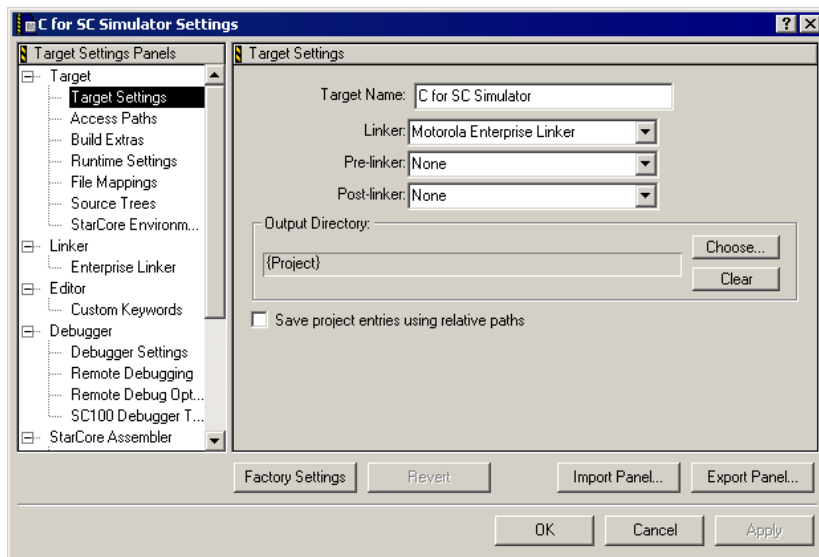 C for SC Simulator Settings
Target Settings Panels
Target
Target Settings
Access Paths
Build Extras
Runtime Settings
File Mappings
Source Trees
StarCore Environm...
Linker
Enterprise Linker
Editor
Custom Keywords
Debugger
Debugger Settings
Remote Debugging
Remote Debug Opt...
SC100 Debugger T...
StarCore Assembler
Target Settings
Target Name: C for SC Simulator
Linker: Motorola Enterprise Linker
Pre-linker: None
Post-linker: None
Output Directory:
{Project}
Choose...
Clear
Save project entries using relative paths
Factory Settings
Revert
Import Panel...
Export Panel...
OK
Cancel
Apply